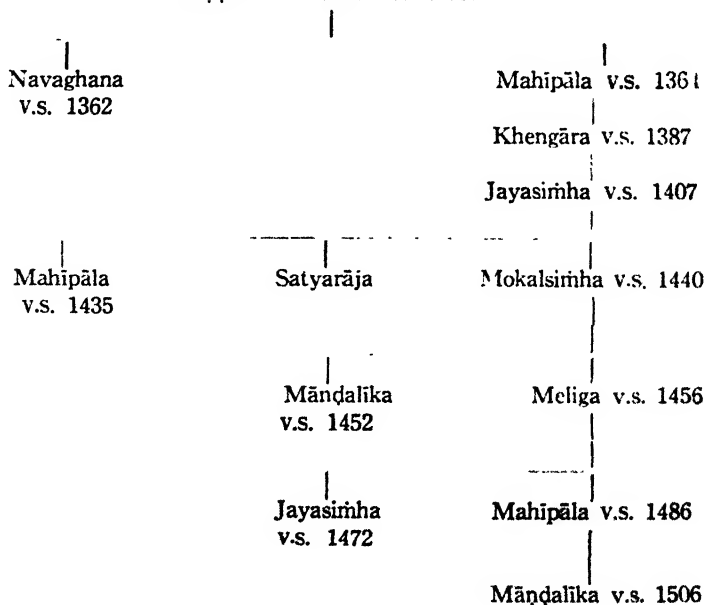 Navaghana Mahīpāla v.s. 1361
v.s. 1362
Khengāra v.s. 1387
Jayasiṁha v.s. 1407
Mahīpāla Satyarāja Mokalsiṁha v.s. 1440
v.s. 1435
Māṇḍalīka Meliga v.s. 1456
v.s. 1452
Jayasiṁha Mahīpāla v.s. 1486
v.s. 1472
Māṇḍalīka v.s. 1506